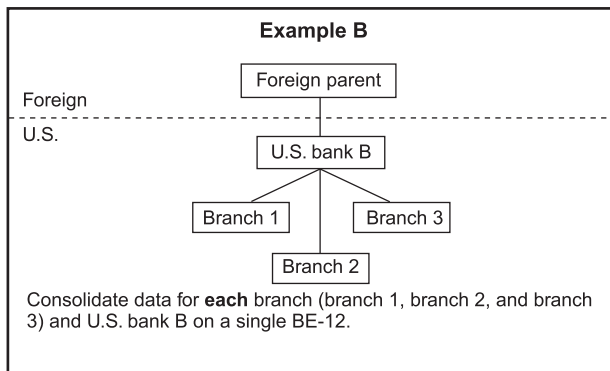 Example B
Foreign parent
Foreign
U.S.
U.S. bank B
Branch 1
Branch 3
Branch 2
Consolidate data for each branch (branch 1, branch 2, and branch
3) and U.S. bank B on a single BE-12.